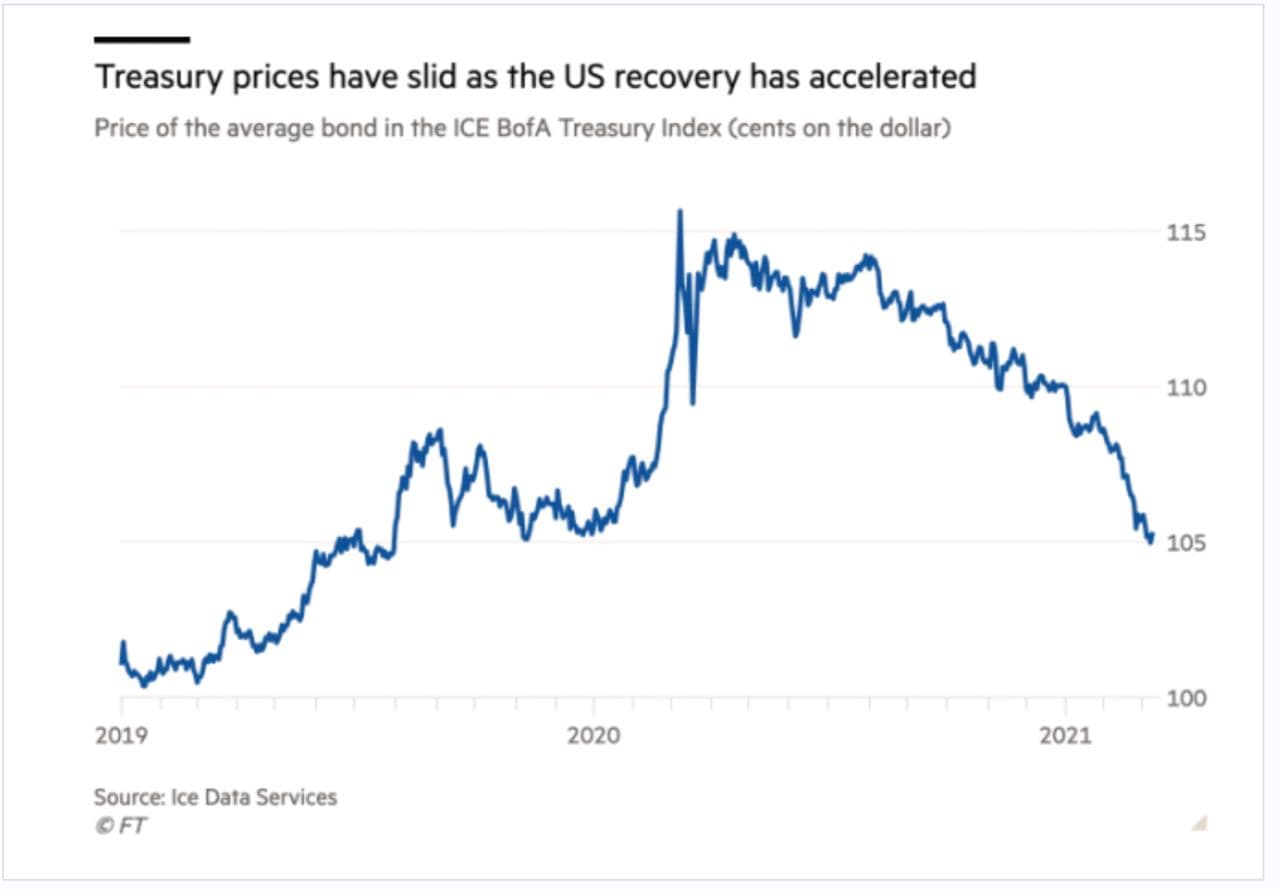 Treasury prices have slid as the US recovery has accelerated
Price of the average bond in the ICE BofA Treasury Index (cents on the dollar)
115
110
105
100
2019 2020 2021
Source: Ice Data Services
© FT